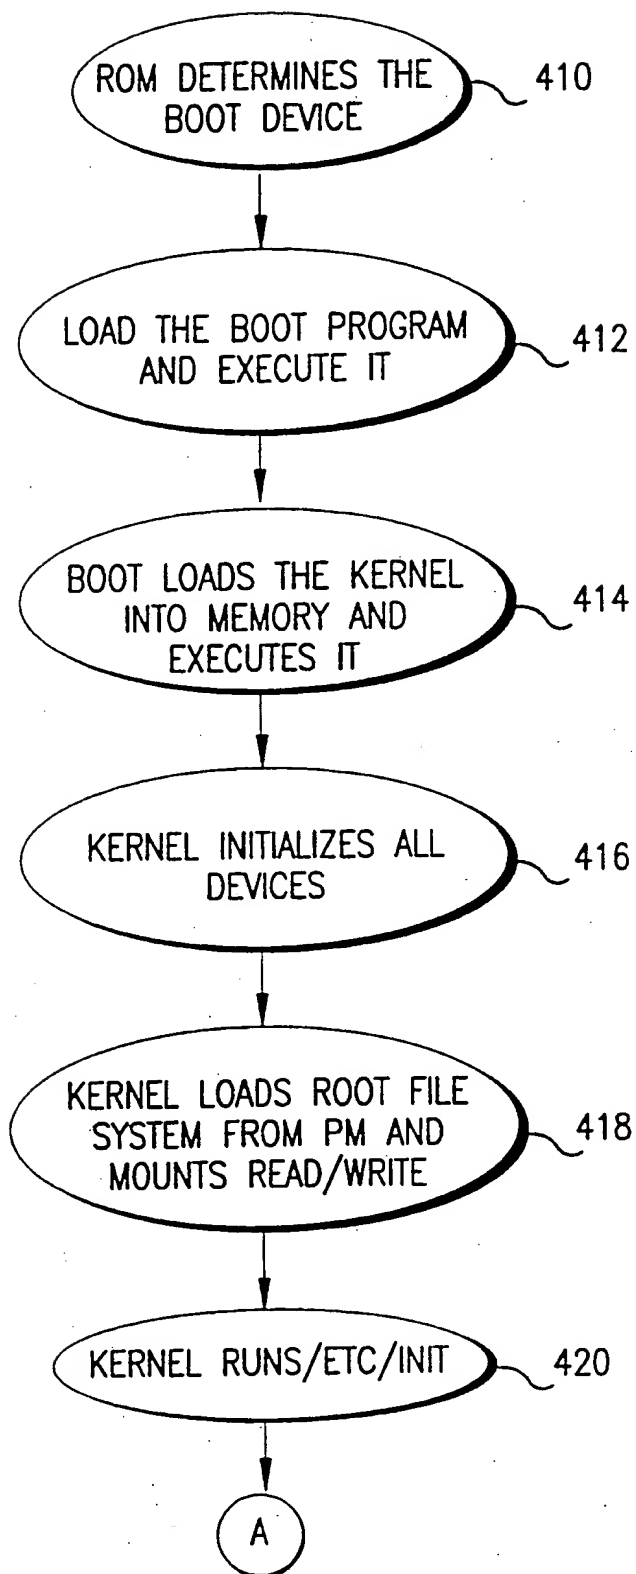 ROM DETERMINES THE
BOOT DEVICE
410
LOAD THE BOOT PROGRAM
AND EXECUTE IT
412
BOOT LOADS THE KERNEL
INTO MEMORY AND
EXECUTES IT
414
KERNEL INITIALIZES ALL
DEVICES
416
KERNEL LOADS ROOT FILE
SYSTEM FROM PM AND
MOUNTS READ/WRITE
418
KERNEL RUNS/ETC/INIT
420
A